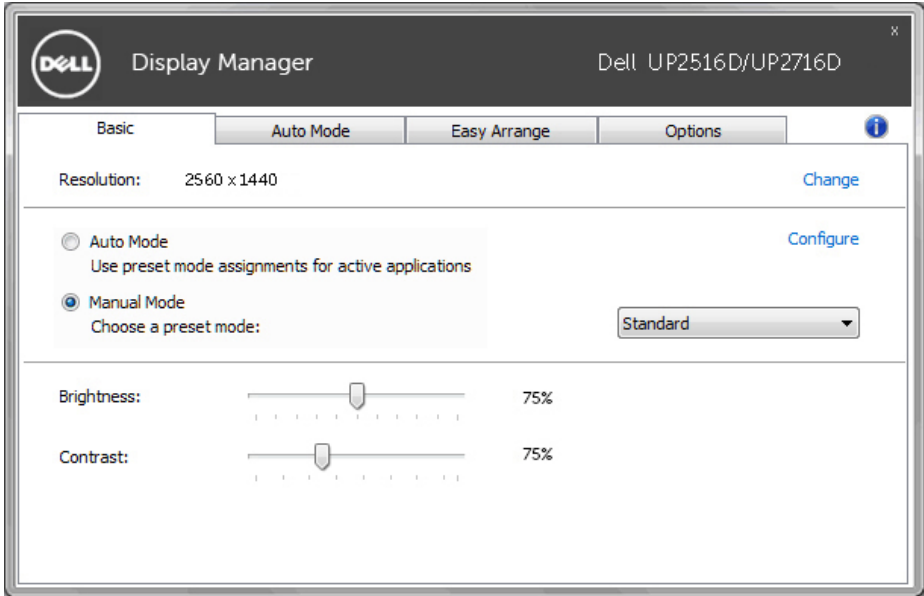 DELL
Display Manager
Dell UP2516D/UP2716D
x
Basic
Auto Mode
Easy Arrange
Options
i
Resolution: 2560 x 1440
Change
Auto Mode
Configure
Use preset mode assignments for active applications
Manual Mode
Choose a preset mode:
Standard
Brightness: 75%
Contrast: 75%